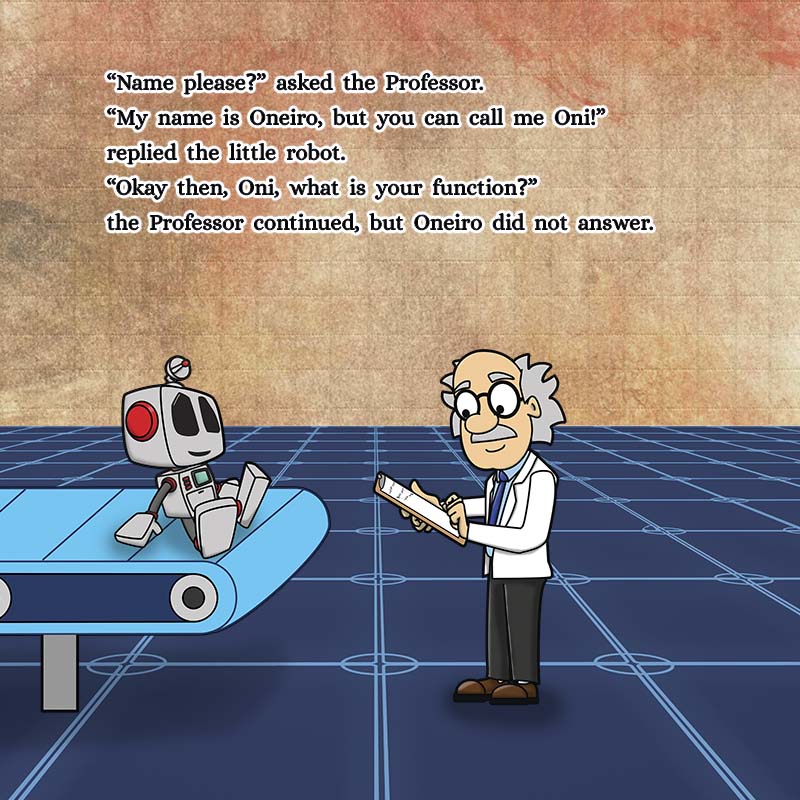 “Name please?” asked the Professor.
“My name is Oneiro, but you can call me Oni!”
replied the little robot.
“Okay then, Oni, what is your function?”
the Professor continued, but Oneiro did not answer.